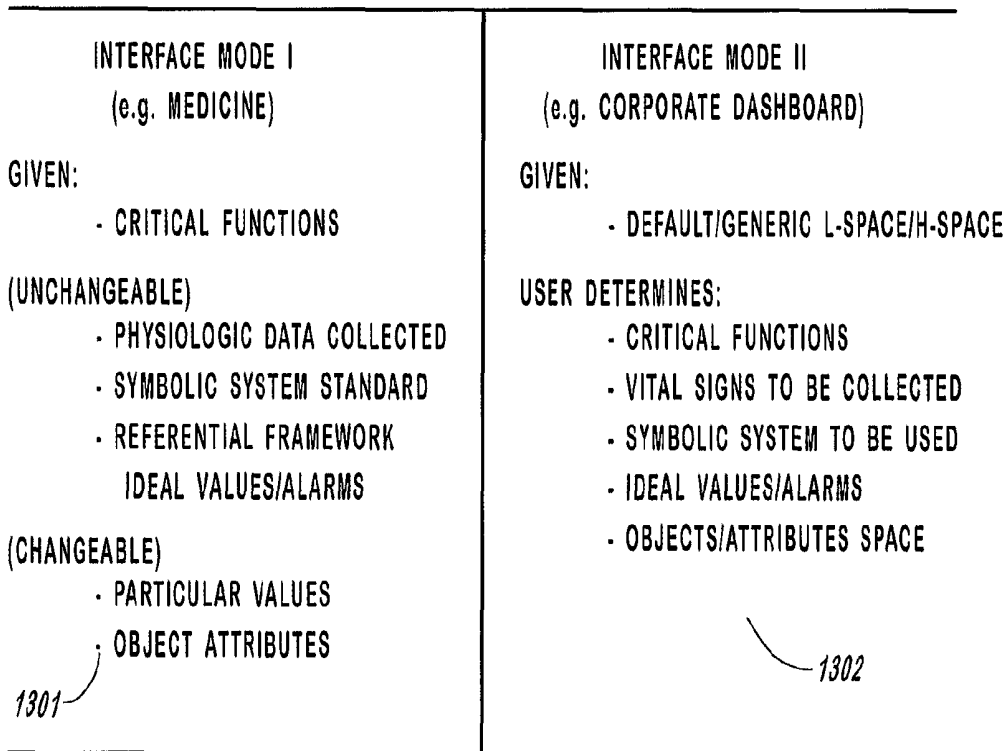 INTERFACE MODE I
(e.g. MEDICINE)
GIVEN:
- CRITICAL FUNCTIONS
(UNCHANGEABLE)
- PHYSIOLOGIC DATA COLLECTED
- SYMBOLIC SYSTEM STANDARD
- REFERENTIAL FRAMEWORK
IDEAL VALUES/ALARMS
(CHANGEABLE)
- PARTICULAR VALUES
- OBJECT ATTRIBUTES
1301
INTERFACE MODE II
(e.g. CORPORATE DASHBOARD)
GIVEN:
- DEFAULT/GENERIC L-SPACE/H-SPACE
USER DETERMINES:
- CRITICAL FUNCTIONS
- VITAL SIGNS TO BE COLLECTED
- SYMBOLIC SYSTEM TO BE USED
- IDEAL VALUES/ALARMS
- OBJECTS/ATTRIBUTES SPACE
1302